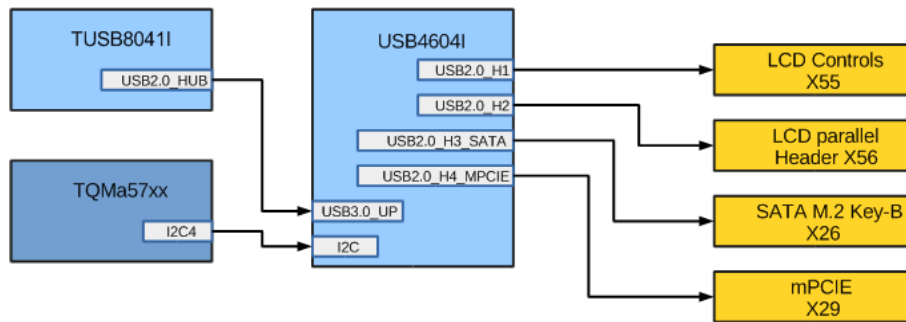 TUSB8041I
USB2.0_HUB
TQMa57xx
I2C4
USB4604I
USB2.0_H1
USB2.0_H2
USB2.0_H3_SATA
USB2.0_H4_MPCIE
USB3.0_UP
I2C
LCD Controls
X55
LCD parallel
Header X56
SATA M.2 Key-B
X26
mPCIE
X29